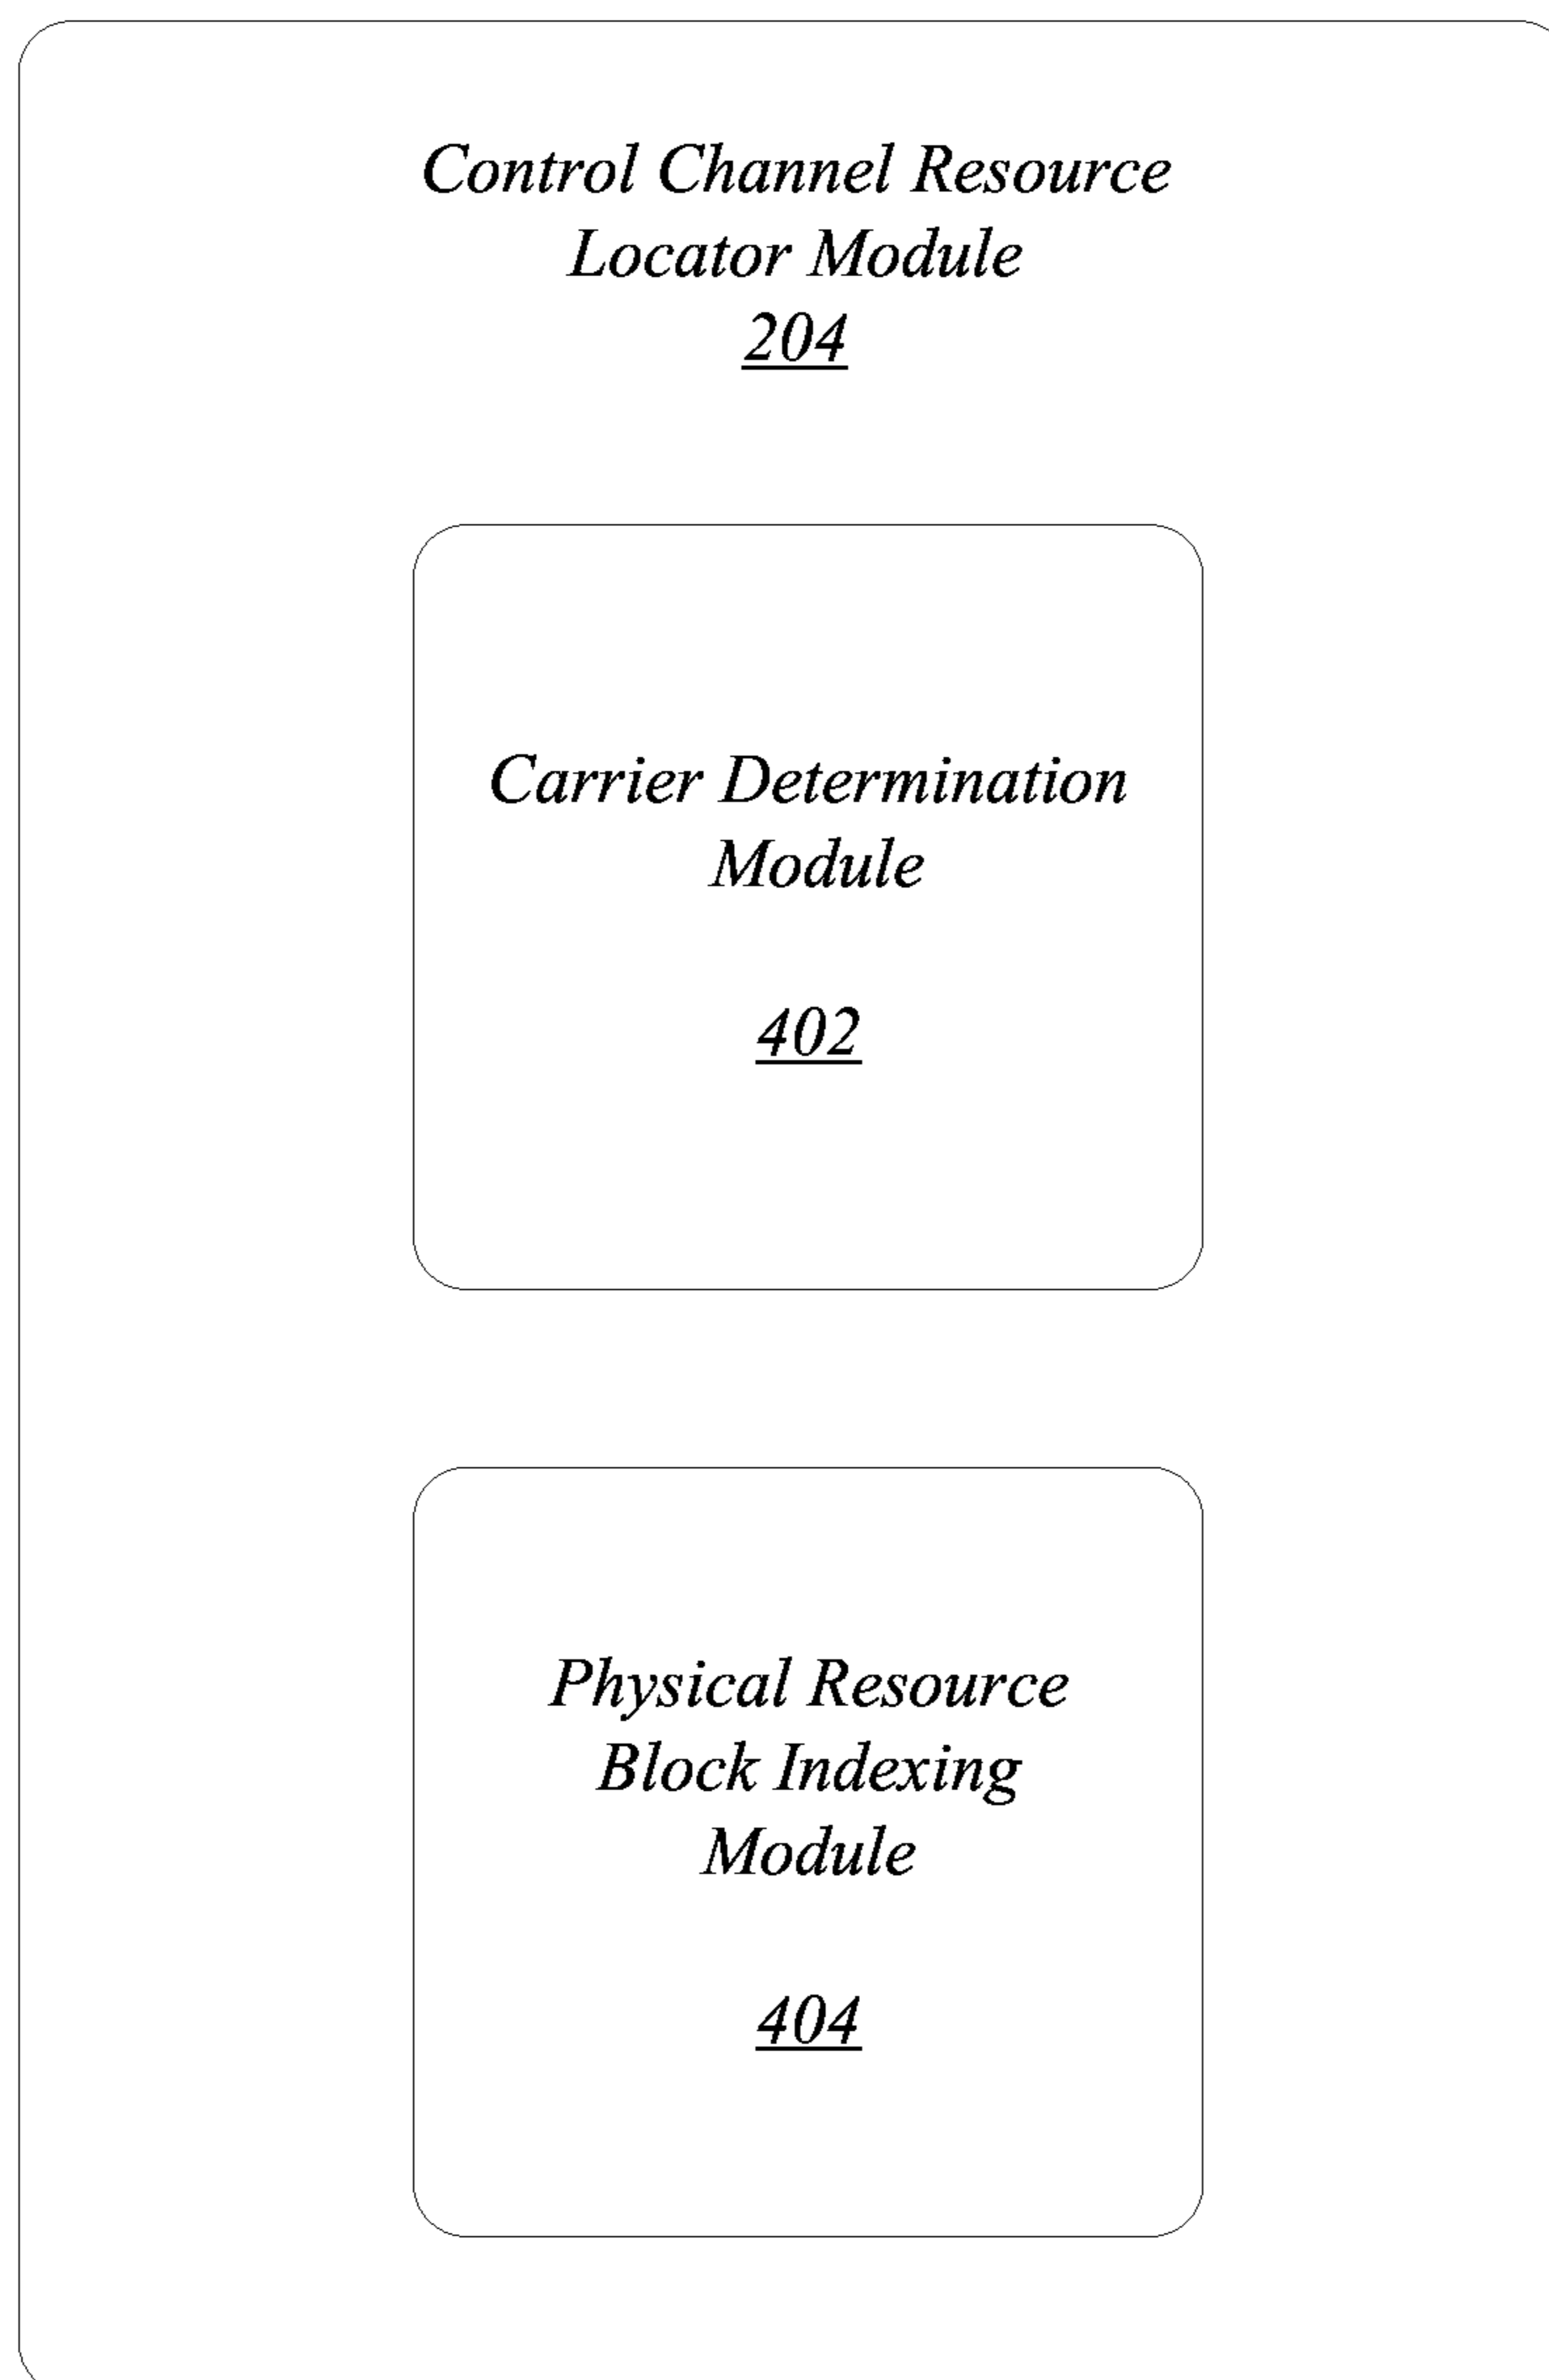 Control Channel Resource
Locator Module
204
Carrier Determination
Module
402
Physical Resource
Block Indexing
Module
404